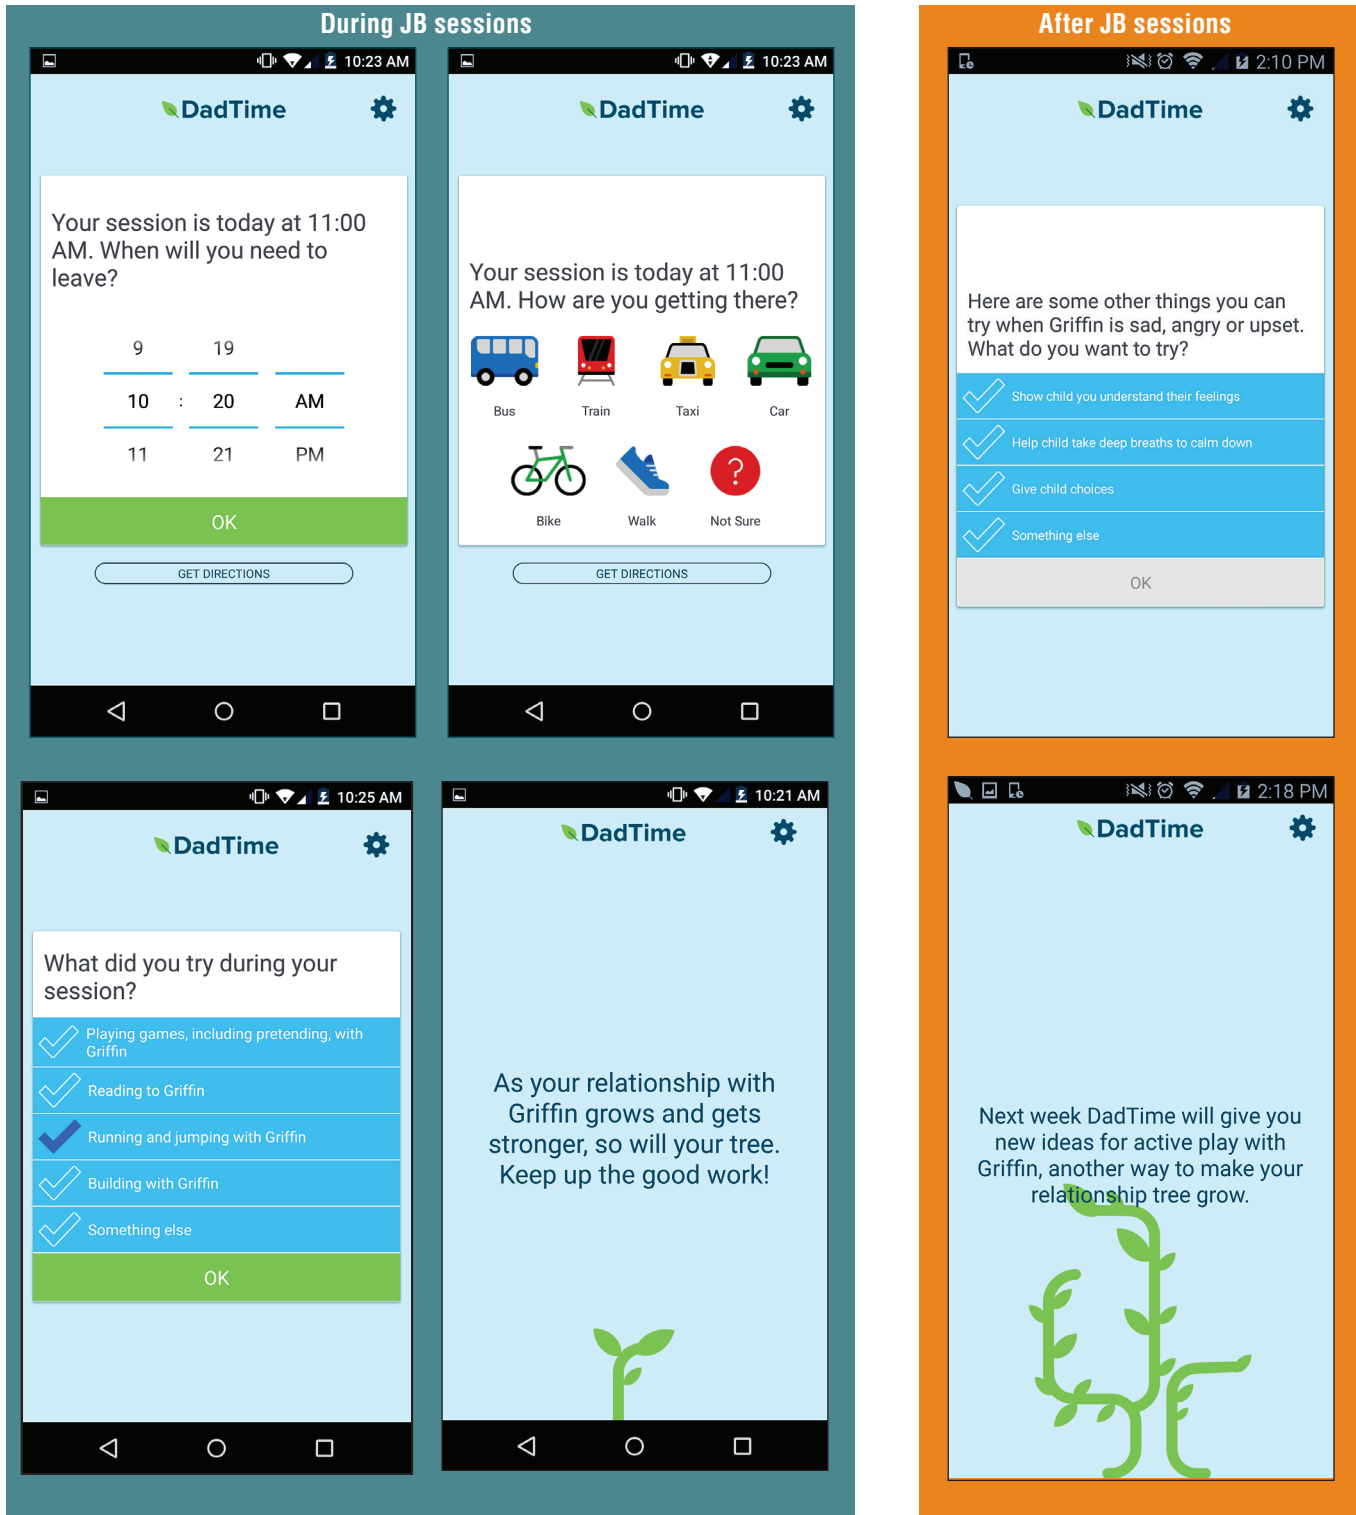 During JB sessions
10:23 AM
DadTime
Your session is today at 11:00
AM. When will you need to
leave?
9 19
10 : 20 AM
11 21 PM
OK
GET DIRECTIONS
10:23 AM
DadTime
Your session is today at 11:00
AM. How are you getting there?
Bus Train Taxi Car
?
Bike Walk Not Sure
GET DIRECTIONS
10:25 AM
DadTime
What did you try during your
session?
Playing games, including pretending, with
Griffin
Reading to Griffin
Running and jumping with Griffin
Building with Griffin
Something else
OK
10:21 AM
DadTime
As your relationship with
Griffin grows and gets
stronger, so will your tree.
Keep up the good work!
After JB sessions
2:10 PM
DadTime
Here are some other things you can
try when Griffin is sad, angry or upset.
What do you want to try?
Show child you understand their feelings
Help child take deep breaths to calm down
Give child choices
Something else
OK
2:18 PM
DadTime
Next week DadTime will give you
new ideas for active play with
Griffin, another way to make your
relationship tree grow.